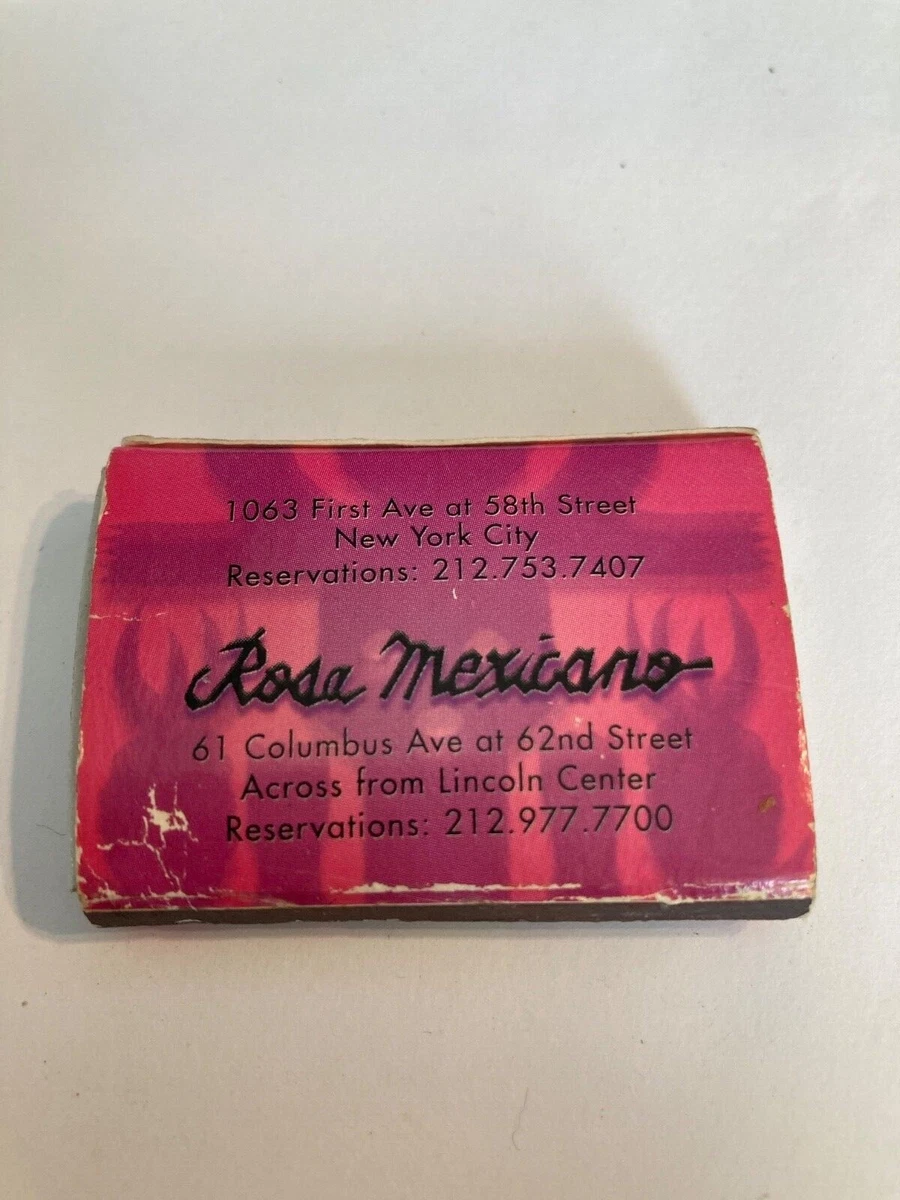 1063 First Ave at 58th Street
New York City
Reservations: 212.753.7407
Rosa Mexicano
61 Columbus Ave at 62nd Street
Across from Lincoln Center
Reservations: 212.977.7700